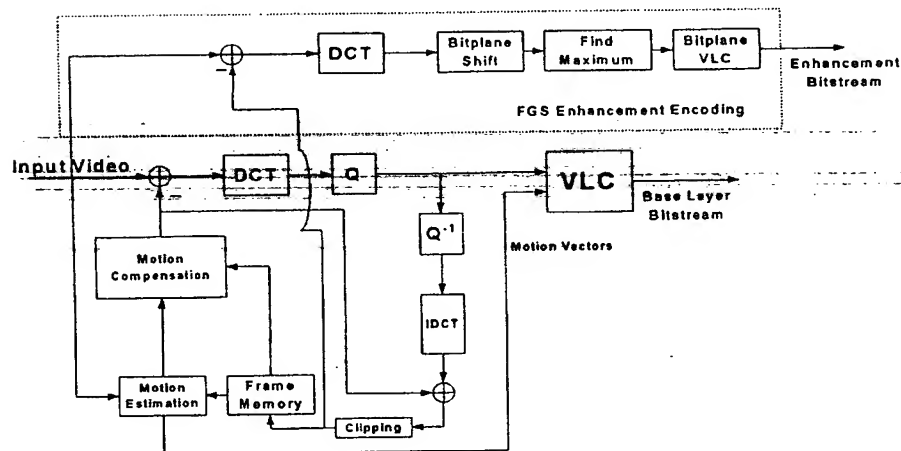 DCT
Bitplane
Shift
Find
Maximum
Bitplane
VLC
Enhancement
Bitstream
FGS Enhancement Encoding
Input Video
DCT
Q
VLC
Base Layer
Bitstream
Q⁻¹
Motion Vectors
Motion
Compensation
IDCT
Motion
Estimation
Frame
Memory
Clipping